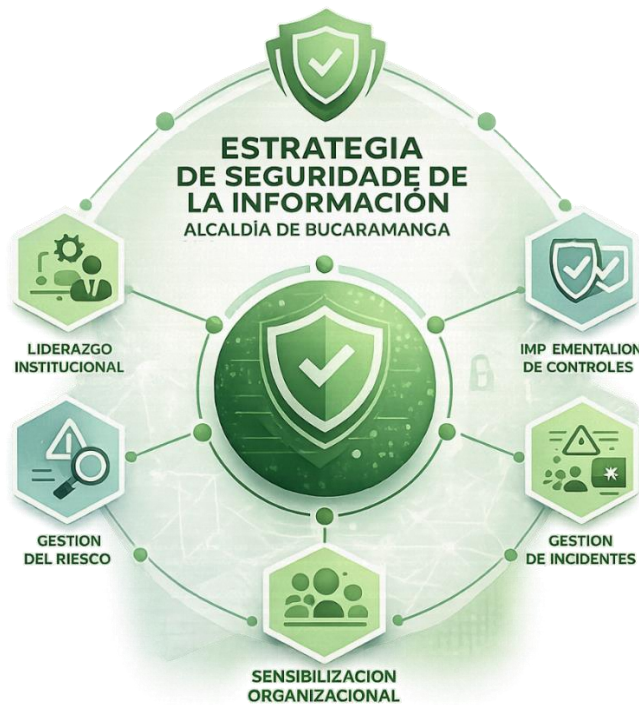 ESTRATEGIA
DE SEGURIDADE DE
LA INFORMACIÓN
ALCALDÌA DE BUCARAMANGA
LIDERAZGO
INSTITUCIONAL
IMP EMENTALION
DE CONTROLES
GESTION
DEL RIESCO
GESTION
DE INCIDENTES
SENSIBILIZACION
ORGANIZACIONAL